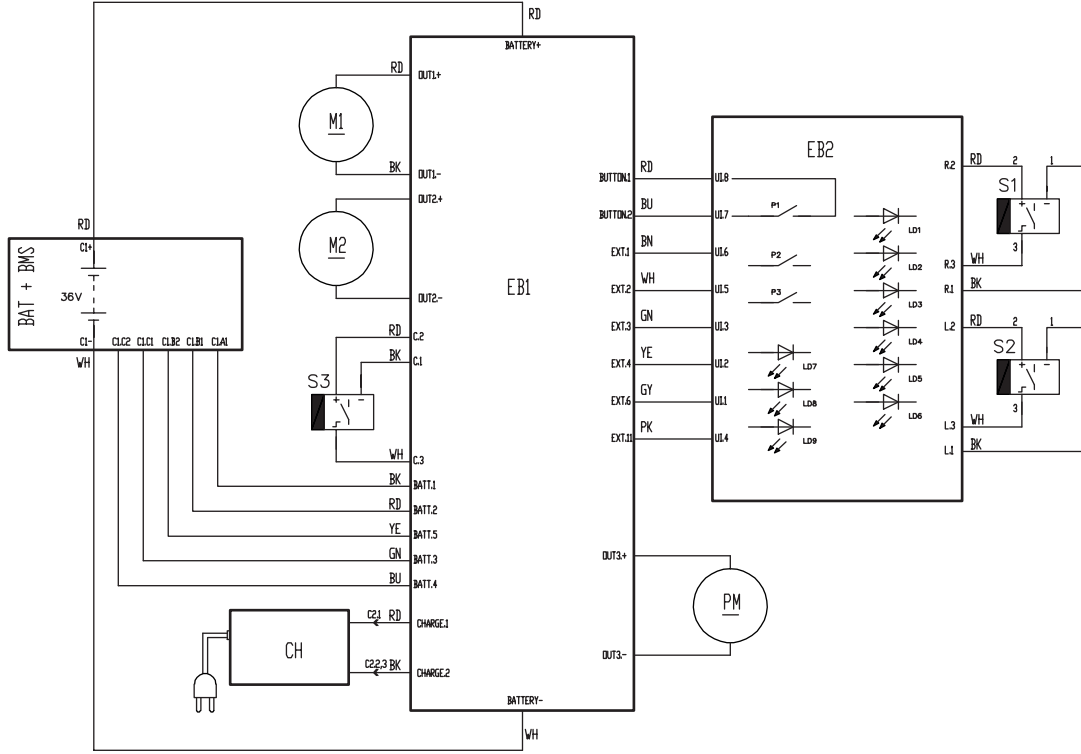 RD
BATTERY+
RD
OUT1.+
M1
BK
OUT1.-
OUT2.+
M2
OUT2.-
RD
C1+
BAT + BMS
36V
C1-
C1.C2
C1.C1
C1.B2
C1.B1
C1.A1
WH
RD
C.2
BK
C.1
S3
+
-
WH
C.3
BK
BATT.1
RD
BATT.2
YE
BATT.5
GN
BATT.3
BU
BATT.4
CH
C2.1
RD
CHARGE.1
C2.2,3
BK
CHARGE.2
EB1
BATTERY-
WH
BUTTON.1
RD
UI.8
BUTTON.2
BU
UI.7
EXT.1
BN
UI.6
EXT.2
WH
UI.5
EXT.3
GN
UI.3
EXT.4
YE
UI.2
EXT.6
GY
UI.1
EXT.11
PK
UI.4
OUT3.+
PM
OUT3.-
EB2
P1
P2
P3
LD1
LD2
LD3
LD4
LD5
LD6
LD7
LD8
LD9
R.2
RD
2
1
S1
+
-
3
R.3
WH
R.1
BK
L.2
RD
2
1
S2
+
-
3
L.3
WH
L.1
BK